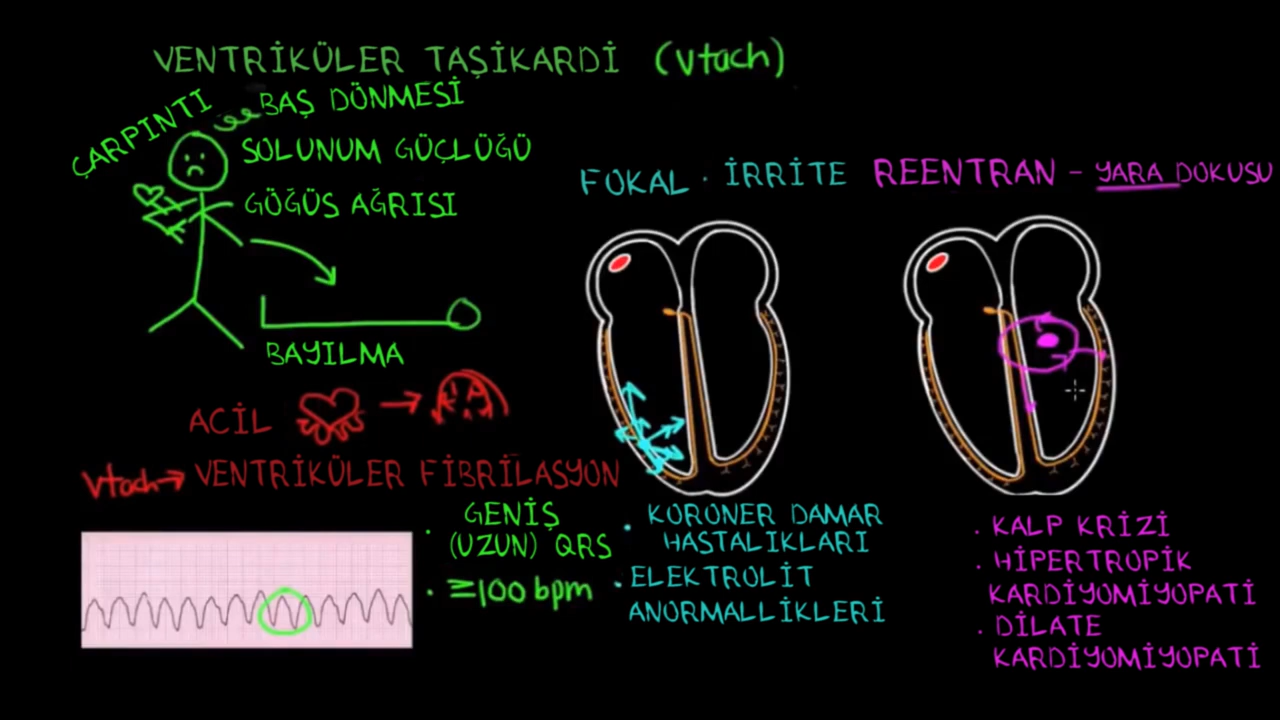 VENTRİKÜLER TAŞİKARDİ (vtach)
ÇARPINTI
BAŞ DÖNMESİ
SOLUNUM GÜÇLÜĞÜ
GÖĞÜS AĞRISI
BAYILMA
ACİL
vtach → VENTRİKÜLER FİBRİLASYON
· GENİŞ
(UZUN) QRS
· ≥100 bpm
FOKAL · İRRİTE
· KORONER DAMAR
HASTALIKLARI
· ELEKTROLİT
ANORMALLİKLERİ
REENTRAN - YARA DOKUSU
· KALP KRİZİ
· HİPERTROPİK
KARDİYOMİYOPATİ
· DİLATE
KARDİYOMİYOPATİ